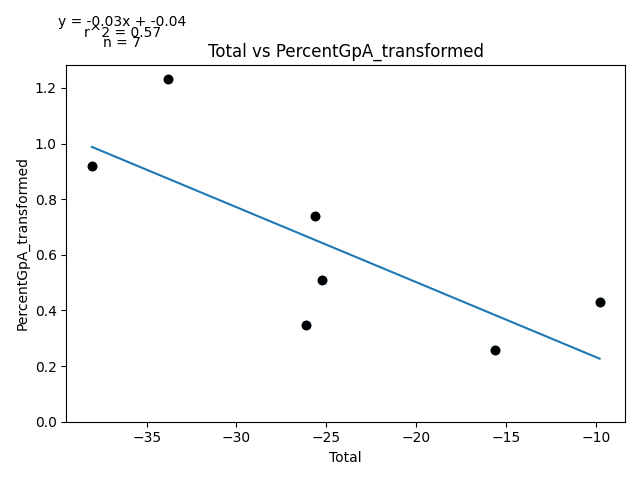 y = -0.03x + -0.04
r^2 = 0.57
n = 7
Total vs PercentGpA_transformed
PercentGpA_transformed
1.2
1.0
0.8
0.6
0.4
0.2
0.0
−35
−30
−25
−20
−15
−10
Total